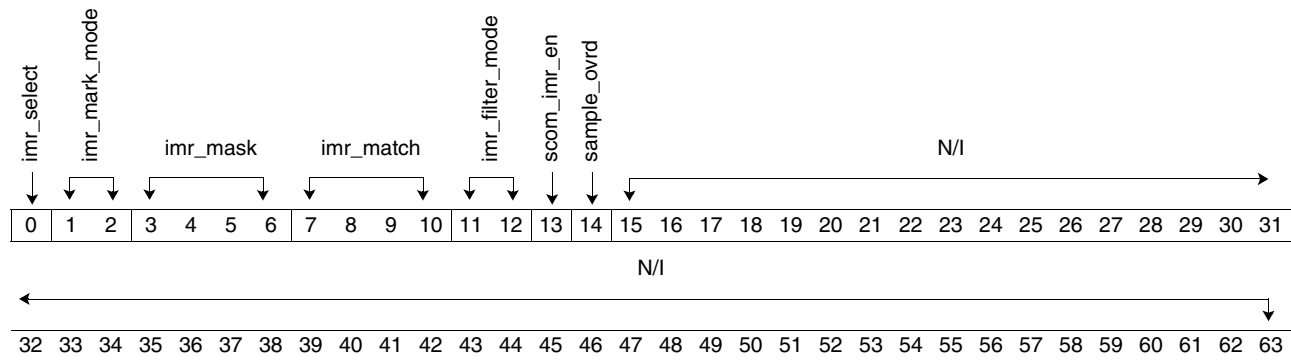 imr_select
imr_mark_mode
imr_mask
imr_match
imr_filter_mode
scom_imr_en
sample_ovrd
N/I
0 1 2 3 4 5 6 7 8 9 10 11 12 13 14 15 16 17 18 19 20 21 22 23 24 25 26 27 28 29 30 31
N/I
32 33 34 35 36 37 38 39 40 41 42 43 44 45 46 47 48 49 50 51 52 53 54 55 56 57 58 59 60 61 62 63